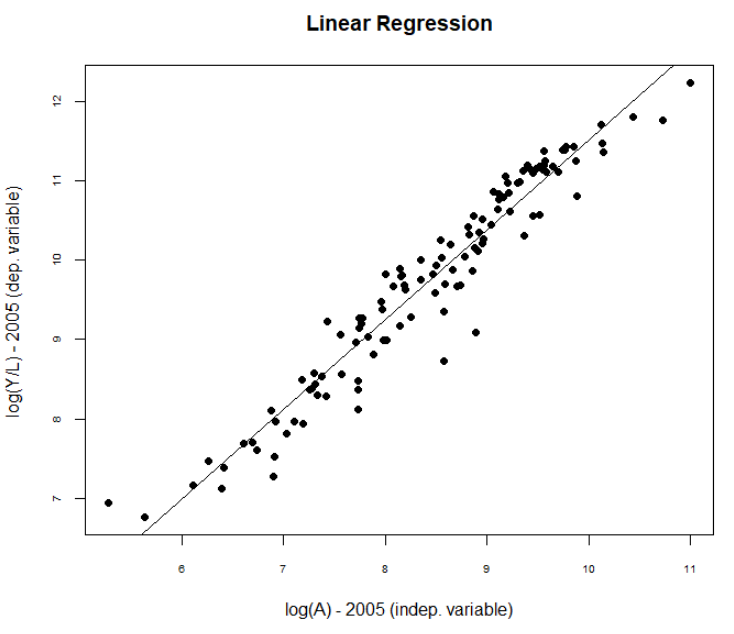 Linear Regression
log(Y/L) - 2005 (dep. variable)
12
11
10
9
8
7
6 7 8 9 10 11
log(A) - 2005 (indep. variable)